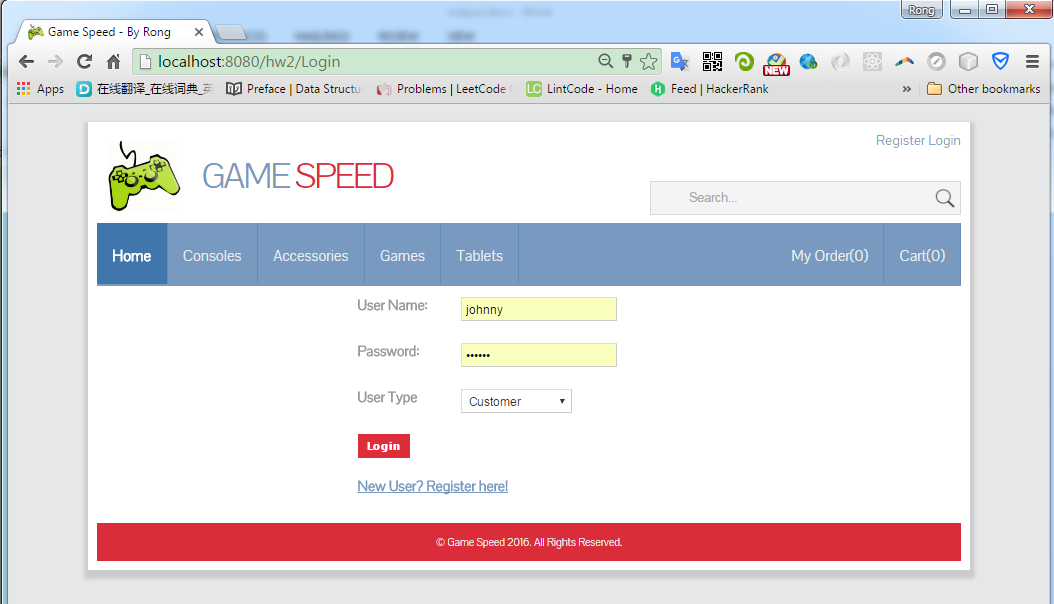 Rong
Game Speed - By Rong
localhost:8080/hw2/Login
NEW
Apps
在线翻译_在线词典_英
Preface | Data Structu
Problems | LeetCode
LC LintCode - Home
Feed | HackerRank
»
Other bookmarks
Register Login
GAME SPEED
Search...
Home
Consoles
Accessories
Games
Tablets
My Order(0)
Cart(0)
User Name:
johnny
Password:
••••••
User Type
Customer
Login
New User? Register here!
© Game Speed 2016. All Rights Reserved.